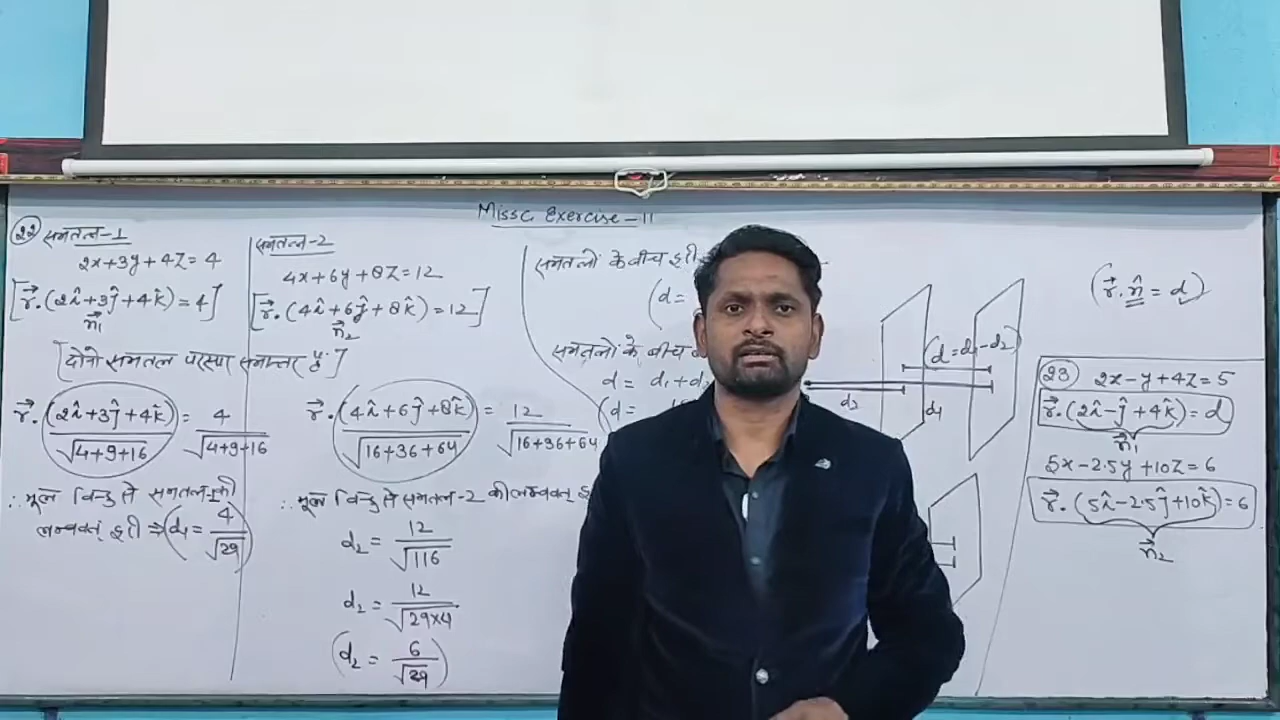 Missc Exercise-11
(22) समतल-1
2x+3y+4z=4
[r⃗.(2î+3ĵ+4k̂)=4]
n⃗₁
समतल-2
4x+6y+8z=12
[r⃗.(4î+6ĵ+8k̂)=12]
n⃗₂
[दोनो समतल परस्पर समान्तर हैं]
r⃗.(2î+3ĵ+4k̂)/√4+9+16 = 4/√4+9+16
∴ मूल बिन्दु से समतल-1 की
लम्बवत् दूरी ⇒ (d₁ = 4/√29)
r⃗.(4î+6ĵ+8k̂)/√16+36+64 = 12/√16+36+64
∴ मूल बिन्दु से समतल-2 की लम्बवत्
d₂ = 12/√116
d₂ = 12/√29×4
(d₂ = 6/√29)
समतलों के बीच दूरी
(d=
समतलों के बीच
d = d₁+d₂
(d=
(d=d₁-d₂)
d₂
d₁
(r⃗.n̂=d)
(23) 2x-y+4z=5
r⃗.(2î-ĵ+4k̂)=d
n⃗₁
5x-2.5y+10z=6
r⃗.(5î-2.5ĵ+10k̂)=6
n⃗₂